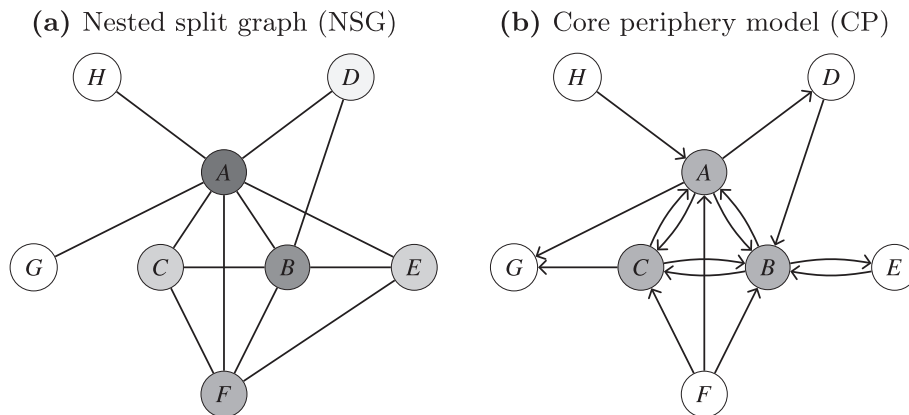 (a) Nested split graph (NSG)
(b) Core periphery model (CP)
H
D
A
G
C
B
E
F
H
D
A
G
C
B
E
F